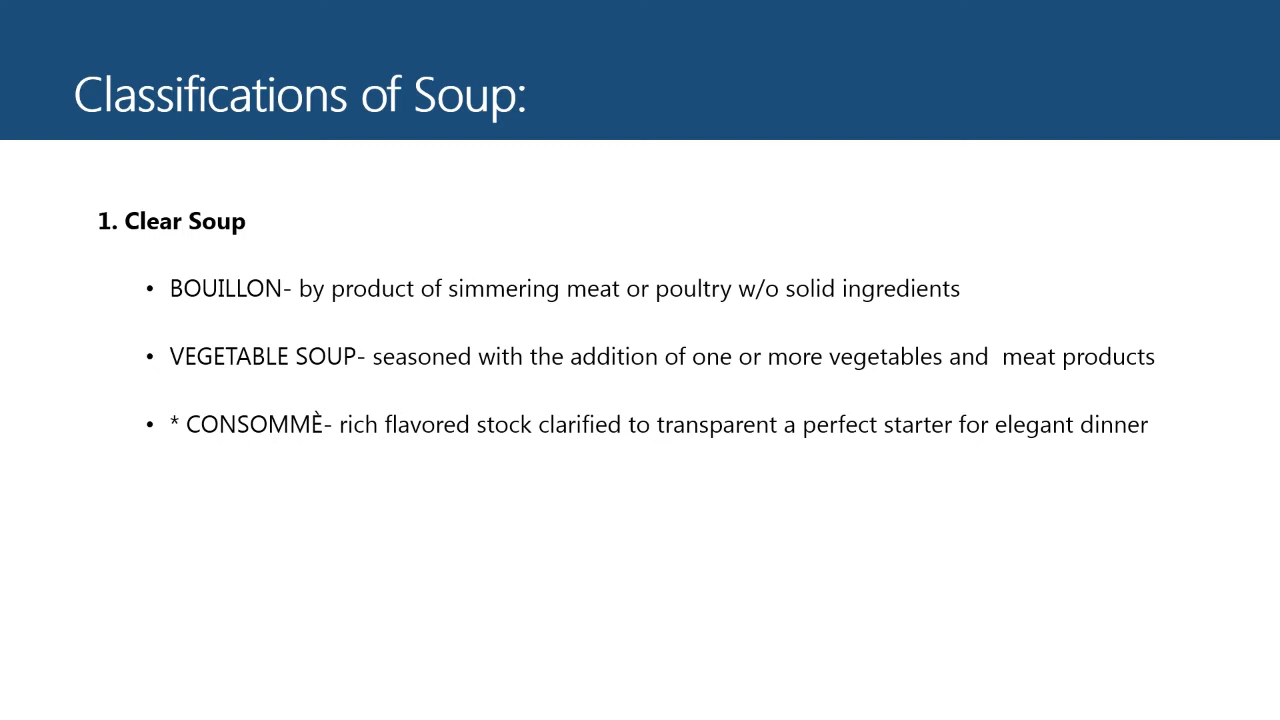 Classifications of Soup:
1. Clear Soup
• BOUILLON- by product of simmering meat or poultry w/o solid ingredients
• VEGETABLE SOUP- seasoned with the addition of one or more vegetables and  meat products
• * CONSOMMÈ- rich flavored stock clarified to transparent a perfect starter for elegant dinner